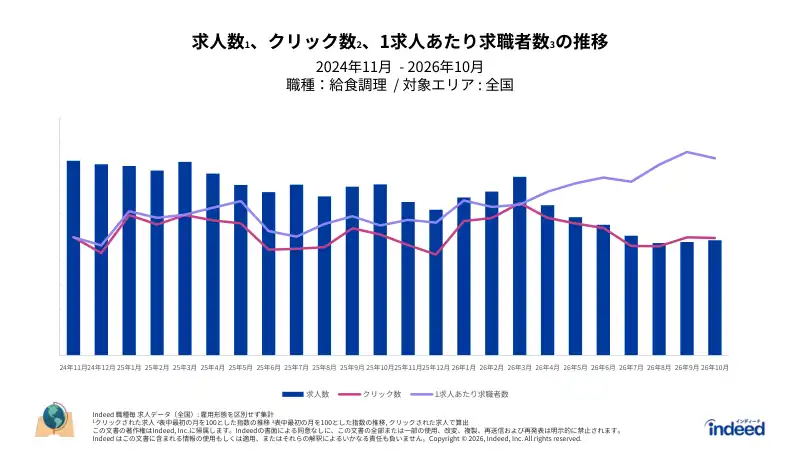 求人数1、クリック数2、1求人あたり求職者数3の推移
2024年11月 - 2026年10月
職種：給食調理 / 対象エリア : 全国
24年11月 24年12月 25年1月 25年2月 25年3月 25年4月 25年5月 25年6月 25年7月 25年8月 25年9月 25年10月 25年11月 25年12月 26年1月 26年2月 26年3月 26年4月 26年5月 26年6月 26年7月 26年8月 26年9月 26年10月
求人数 クリック数 1求人あたり求職者数
Indeed 職種毎 求人データ（全国）: 雇用形態を区別せず集計
¹クリックされた求人 ²表中最初の月を100とした指数の推移 ³表中最初の月を100とした指数の推移, クリックされた求人で算出
この文書の著作権はIndeed, Inc.に帰属します。Indeedの書面による同意なしに、この文書の全部または一部の使用、改変、複製、再送信および再発表は明示的に禁止されます。
Indeed はこの文書に含まれる情報の使用もしくは適用、またはそれらの解釈によるいかなる責任も負いません。Copyright © 2026, Indeed, Inc. All rights reserved.
インディード
indeed